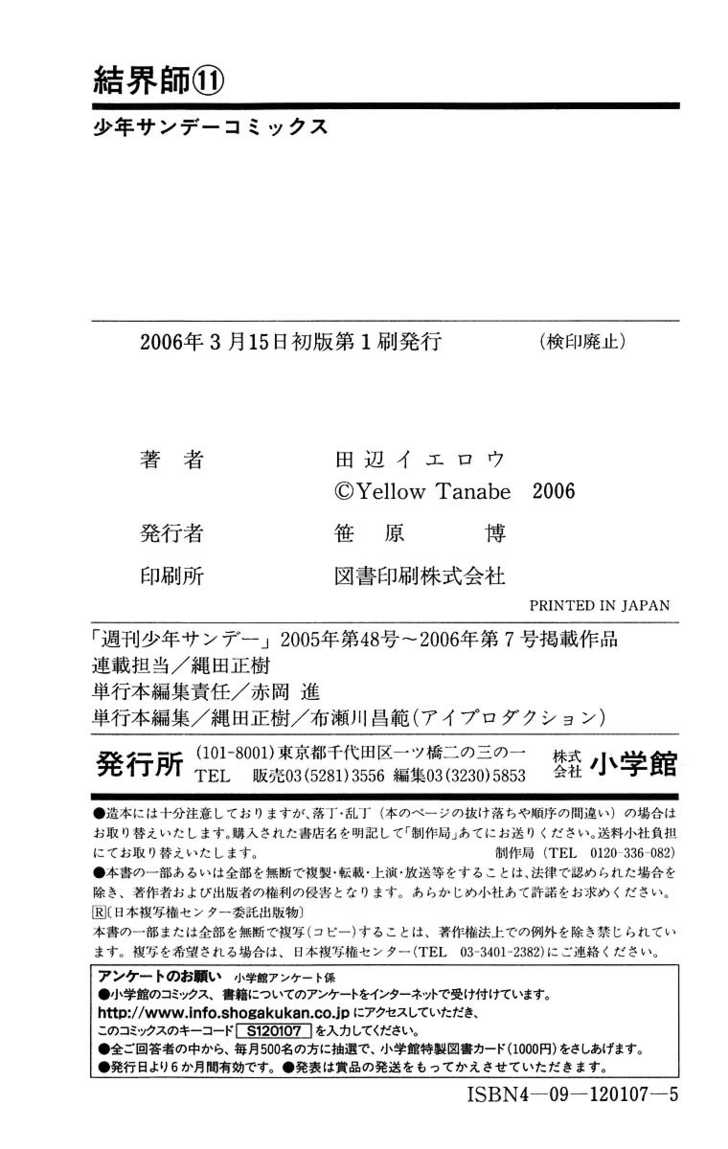 結界師⑪
少年サンデーコミックス
2006年3月15日初版第1刷発行 (検印廃止)
著者 田辺イエロウ
©Yellow Tanabe 2006
発行者 笹原 博
印刷所 図書印刷株式会社
PRINTED IN JAPAN
「週刊少年サンデー」2005年第48号～2006年第7号掲載作品
連載担当／縄田正樹
単行本編集責任／赤岡 進
単行本編集／縄田正樹／布瀬川昌範(アイプロダクション)
発行所 (101-8001)東京都千代田区一ツ橋二の三の一 株式会社 小学館
TEL 販売03(5281)3556 編集03(3230)5853
●造本には十分注意しておりますが、落丁・乱丁（本のページの抜け落ちや順序の間違い）の場合は
お取り替えいたします。購入された書店名を明記して「制作局」あてにお送りください。送料小社負担
にてお取り替えいたします。 制作局（TEL 0120-336-082)
●本書の一部あるいは全部を無断で複製・転載・上演・放送等をすることは、法律で認められた場合を
除き、著作者および出版者の権利の侵害となります。あらかじめ小社あて許諾をお求めください。
Ⓡ〔日本複写権センター委託出版物〕
本書の一部または全部を無断で複写(コピー)することは、著作権法上での例外を除き禁じられてい
ます。複写を希望される場合は、日本複写権センター(TEL 03-3401-2382)にご連絡ください。
アンケートのお願い 小学館アンケート係
●小学館のコミックス、書籍についてのアンケートをインターネットで受け付けています。
http://www.info.shogakukan.co.jp にアクセスしていただき、
このコミックスのキーコード S120107 を入力してください。
●全ご回答者の中から、毎月500名の方に抽選で、小学館特製図書カード(1000円)をさしあげます。
●発行日より6か月間有効です。●発表は賞品の発送をもってかえさせていただきます。
ISBN4—09—120107—5